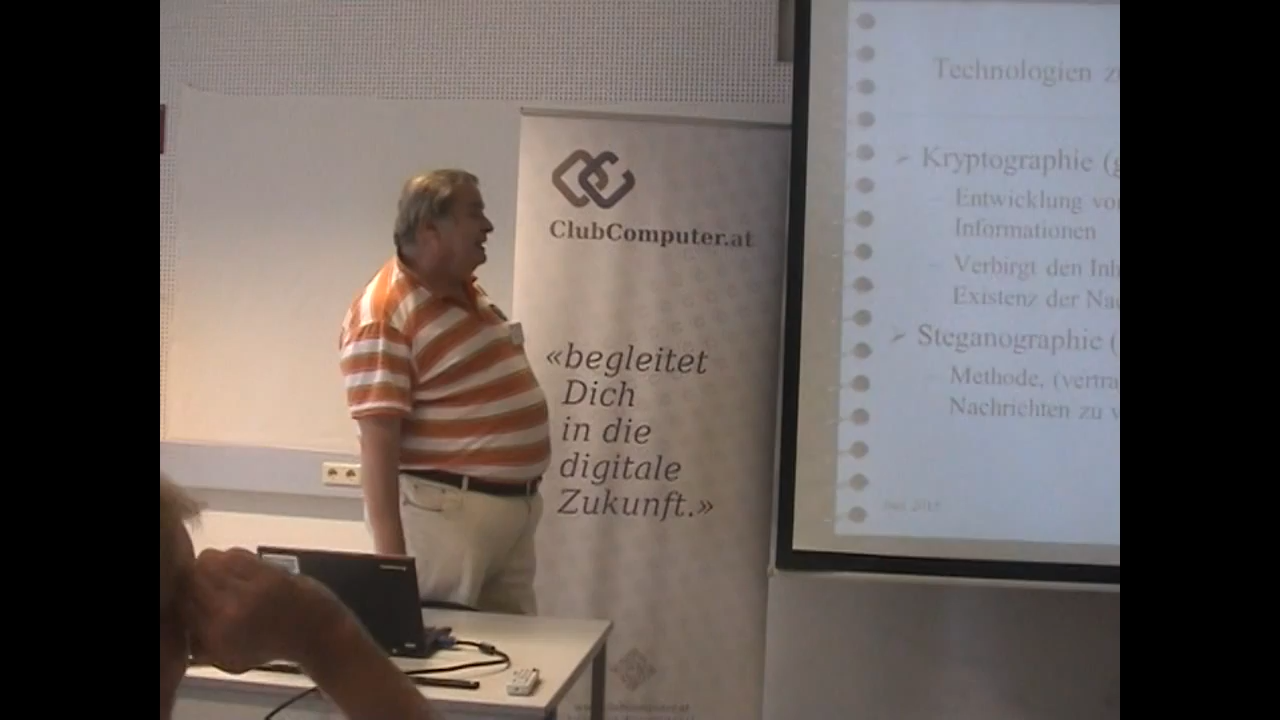 ClubComputer.at
«begleitet
Dich
in die
digitale
Zukunft.»
Technologien
Kryptographie (
Entwicklung
Informationen
Verbirgt den
Existenz der
Steganographie (
Methode,
Nachrichten zu